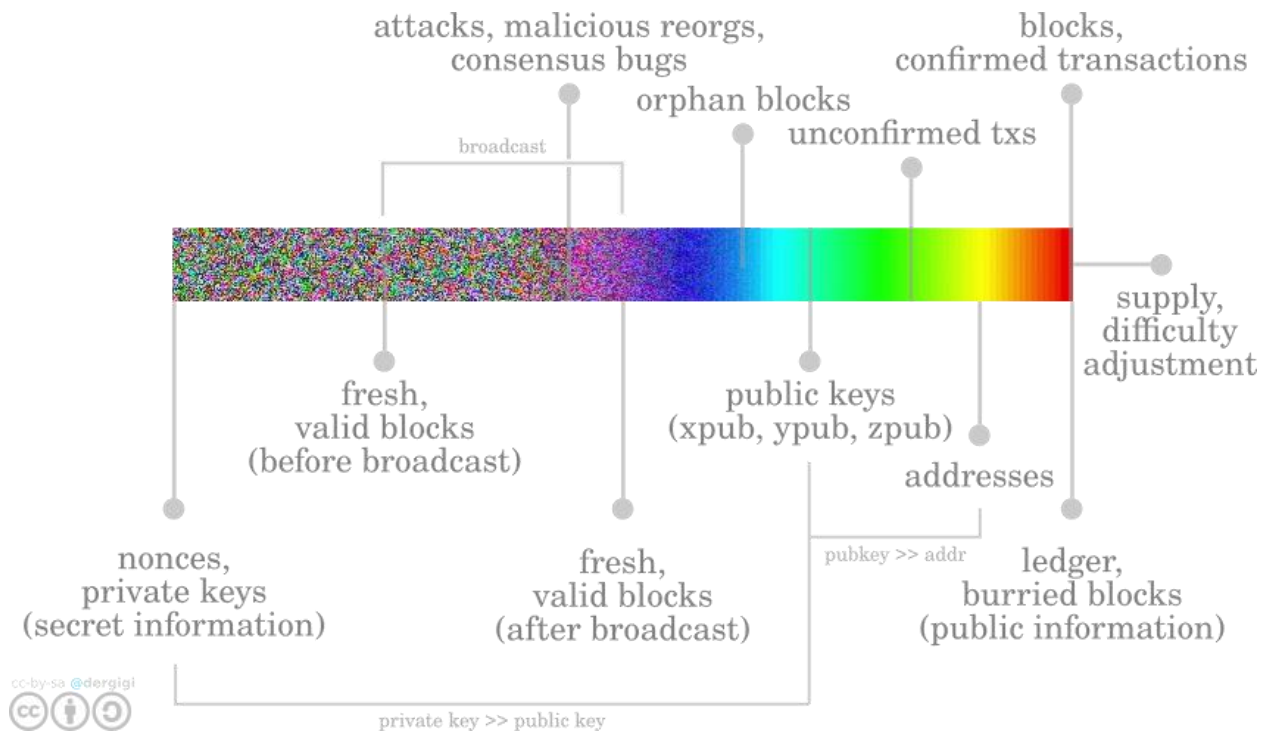 attacks, malicious reorgs,
consensus bugs
blocks,
confirmed transactions
orphan blocks
unconfirmed txs
broadcast
supply,
difficulty
adjustment
fresh,
valid blocks
(before broadcast)
public keys
(xpub, ypub, zpub)
addresses
pubkey >> addr
nonces,
private keys
(secret information)
fresh,
valid blocks
(after broadcast)
ledger,
burried blocks
(public information)
cc-by-sa @dergigi
cc
private key >> public key